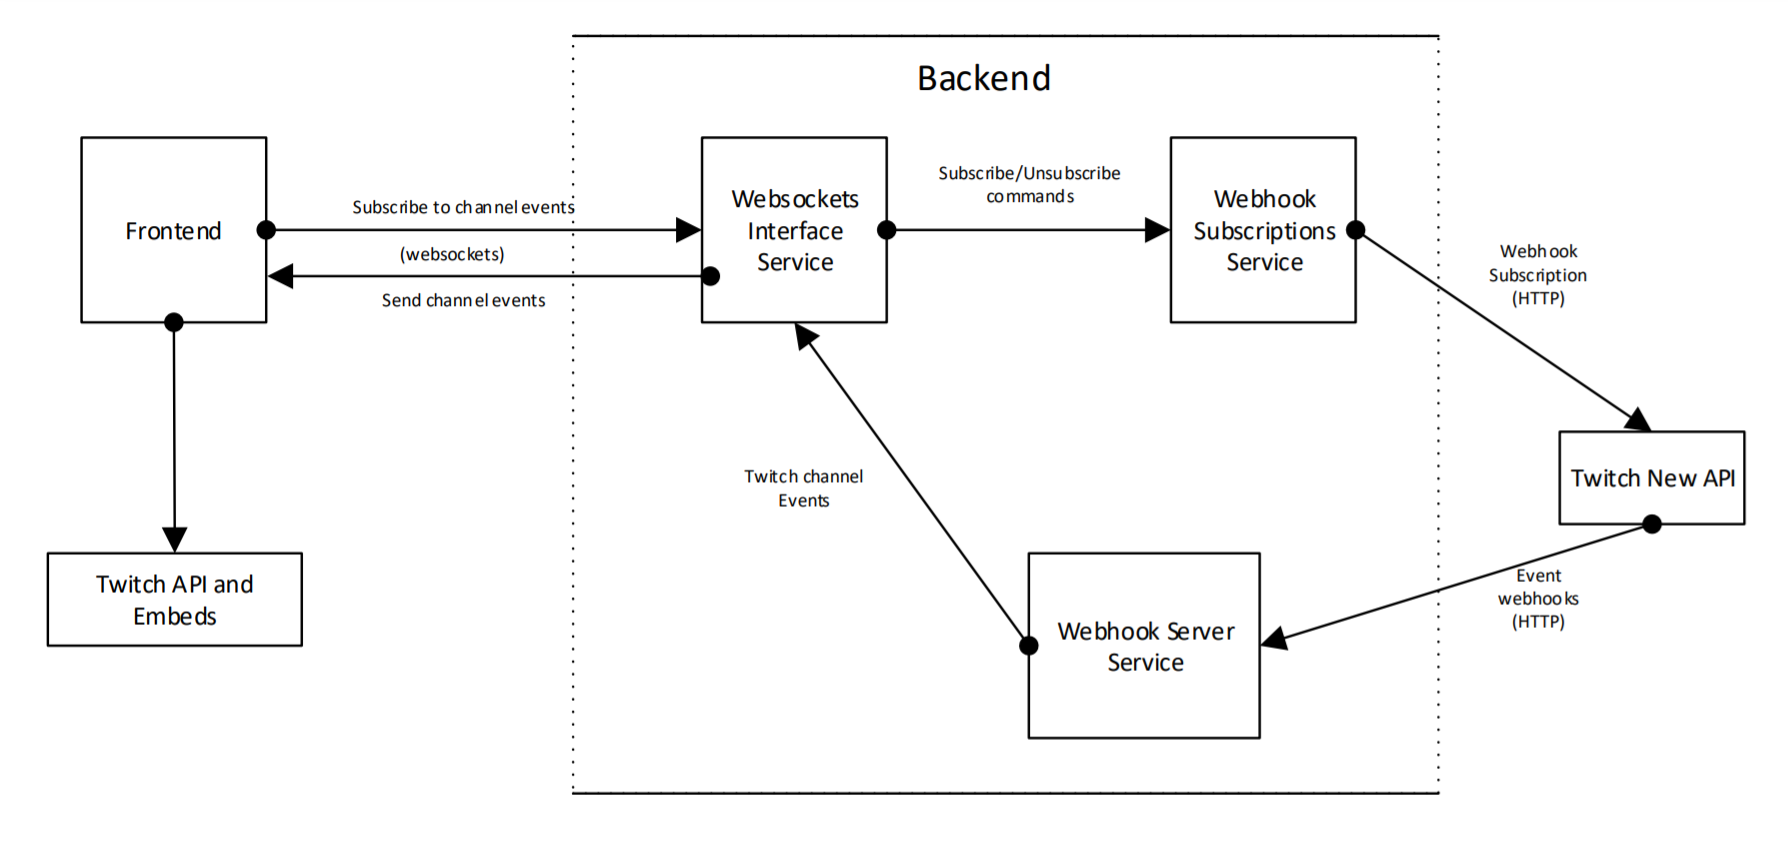 Backend
Frontend
Subscribe to channel events
(websockets)
Send channel events
Websockets
Interface
Service
Subscribe/Unsubscribe
commands
Webhook
Subscriptions
Service
Webhook
Subscription
(HTTP)
Twitch New API
Event
webhooks
(HTTP)
Twitch channel
Events
Webhook Server
Service
Twitch API and
Embeds